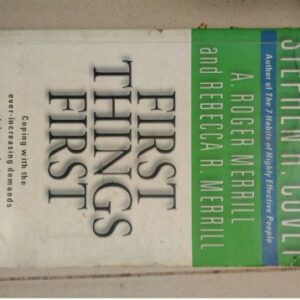 STEPHEN R. COVEY
Author of The 7 Habits of Highly Effective People
A. ROGER MERRILL
and REBECCA R. MERRILL
FIRST
THINGS
FIRST
Coping with the
ever-increasing demands